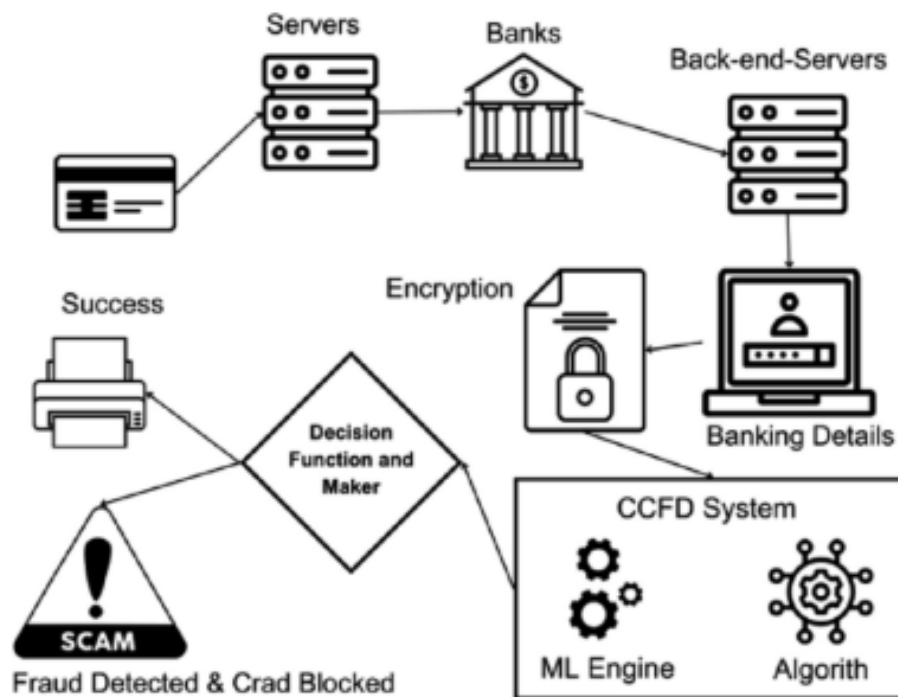 Servers
Banks
Back-end-Servers
$
Success
Encryption
Banking Details
Decision
Function and
Maker
CCFD System
SCAM
ML Engine
Algorith
Fraud Detected & Crad Blocked